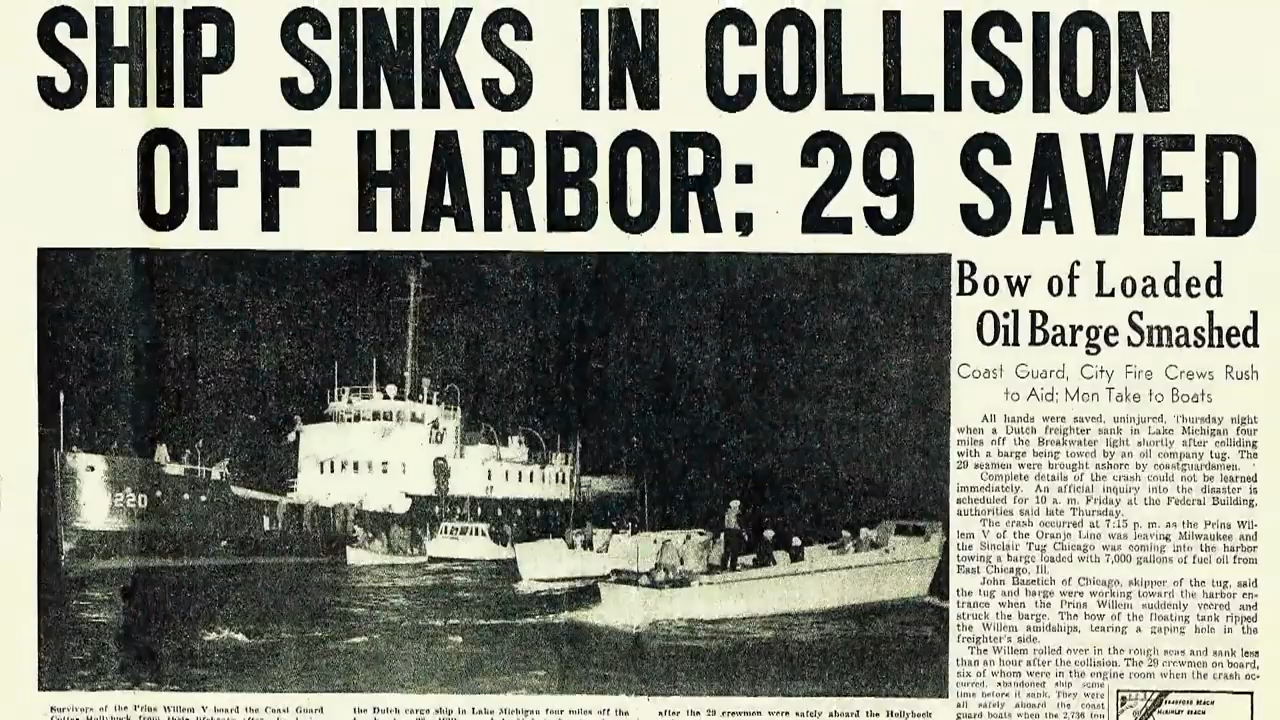 SHIP SINKS IN COLLISION
OFF HARBOR; 29 SAVED
Bow of Loaded
Oil Barge Smashed
Coast Guard, City Fire Crews Rush
to Aid; Men Take to Boats
All hands were saved, uninjured, Thursday night
when a Dutch freighter sank in Lake Michigan four
miles off the Breakwater light shortly after colliding
with a barge being towed by an oil company tug. The
29 seamen were brought ashore by coastguardsmen.
Complete details of the crash could not be learned
immediately. An official inquiry into the disaster is
scheduled for 10 a. m. Friday at the Federal Building,
authorities said late Thursday.
The crash occurred at 7:15 p. m. as the Prins Wil-
lem V of the Oranje Line was leaving Milwaukee and
the Sinclair Tug Chicago was coming into the harbor
towing a barge loaded with 7,000 gallons of fuel oil from
East Chicago, Ill.
John Basetich of Chicago, skipper of the tug, said
the tug and barge were working toward the harbor en-
trance when the Prins Willem suddenly veered and
struck the barge. The bow of the floating tank ripped
the Willem amidships, tearing a gaping hole in the
freighter's side.
The Willem rolled over in the rough seas and sank less
than an hour after the collision. The 29 crewmen on board,
six of whom were in the engine room when the crash oc-
curred, abandoned ship some
time before it sank. They were
all safely aboard the coast
guard boats when the 2,736 ton
220
BRADFORD BEACH
McKINLEY BEACH
Survivors of the Prins Willem V board the Coast Guard
the Dutch cargo ship in Lake Michigan four miles off the
after the 29 crewmen were safely aboard the Hollyhock